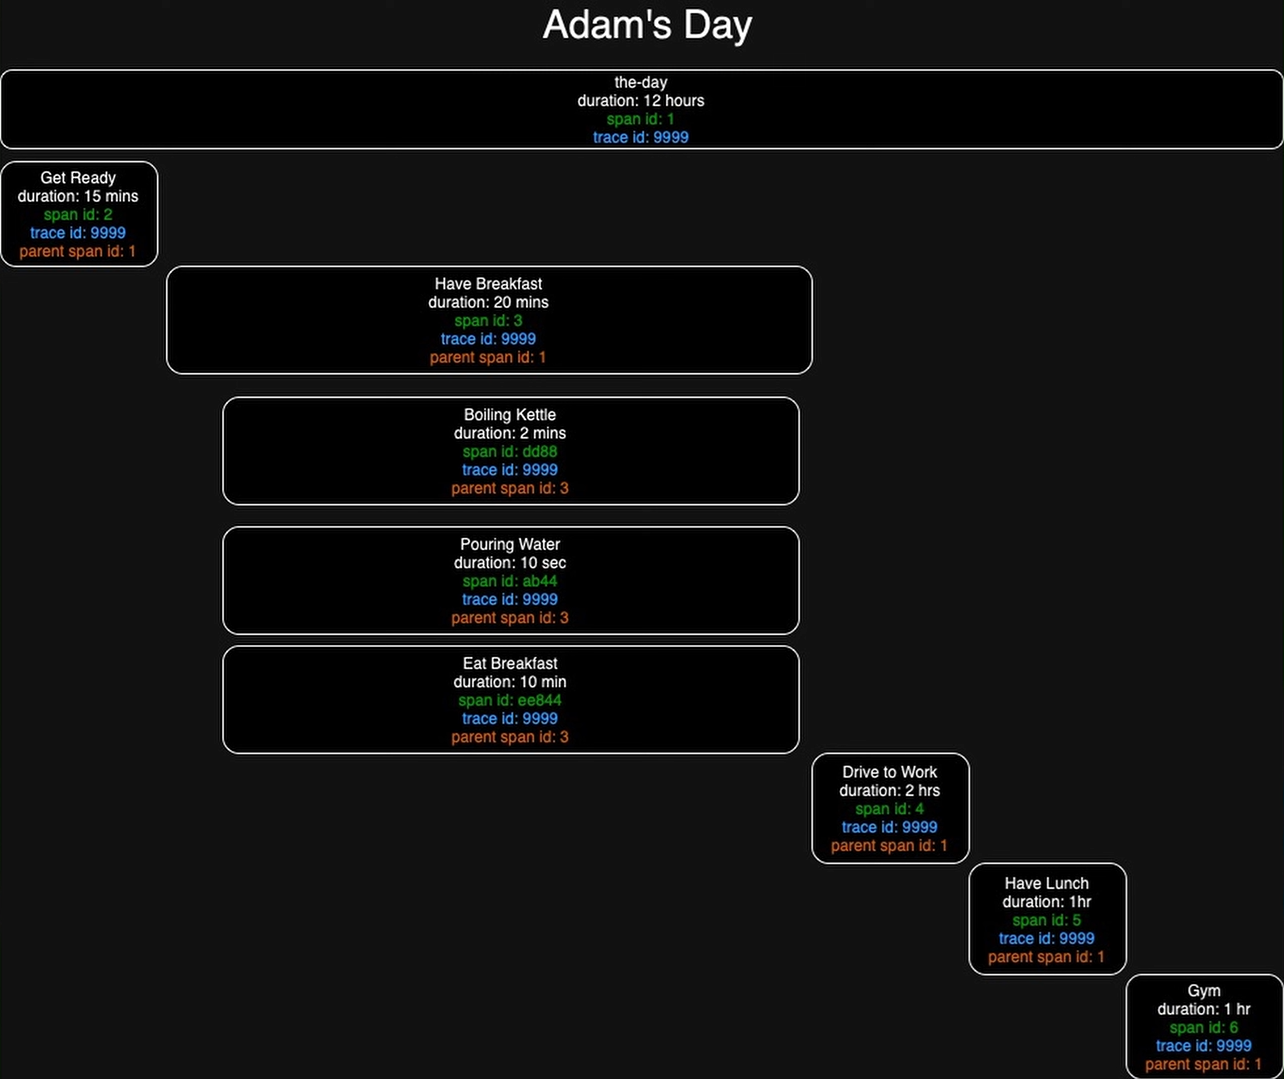 Adam's Day
the-day
duration: 12 hours
span id: 1
trace id: 9999
Get Ready
duration: 15 mins
span id: 2
trace id: 9999
parent span id: 1
Have Breakfast
duration: 20 mins
span id: 3
trace id: 9999
parent span id: 1
Boiling Kettle
duration: 2 mins
span id: dd88
trace id: 9999
parent span id: 3
Pouring Water
duration: 10 sec
span id: ab44
trace id: 9999
parent span id: 3
Eat Breakfast
duration: 10 min
span id: ee844
trace id: 9999
parent span id: 3
Drive to Work
duration: 2 hrs
span id: 4
trace id: 9999
parent span id: 1
Have Lunch
duration: 1hr
span id: 5
trace id: 9999
parent span id: 1
Gym
duration: 1 hr
span id: 6
trace id: 9999
parent span id: 1